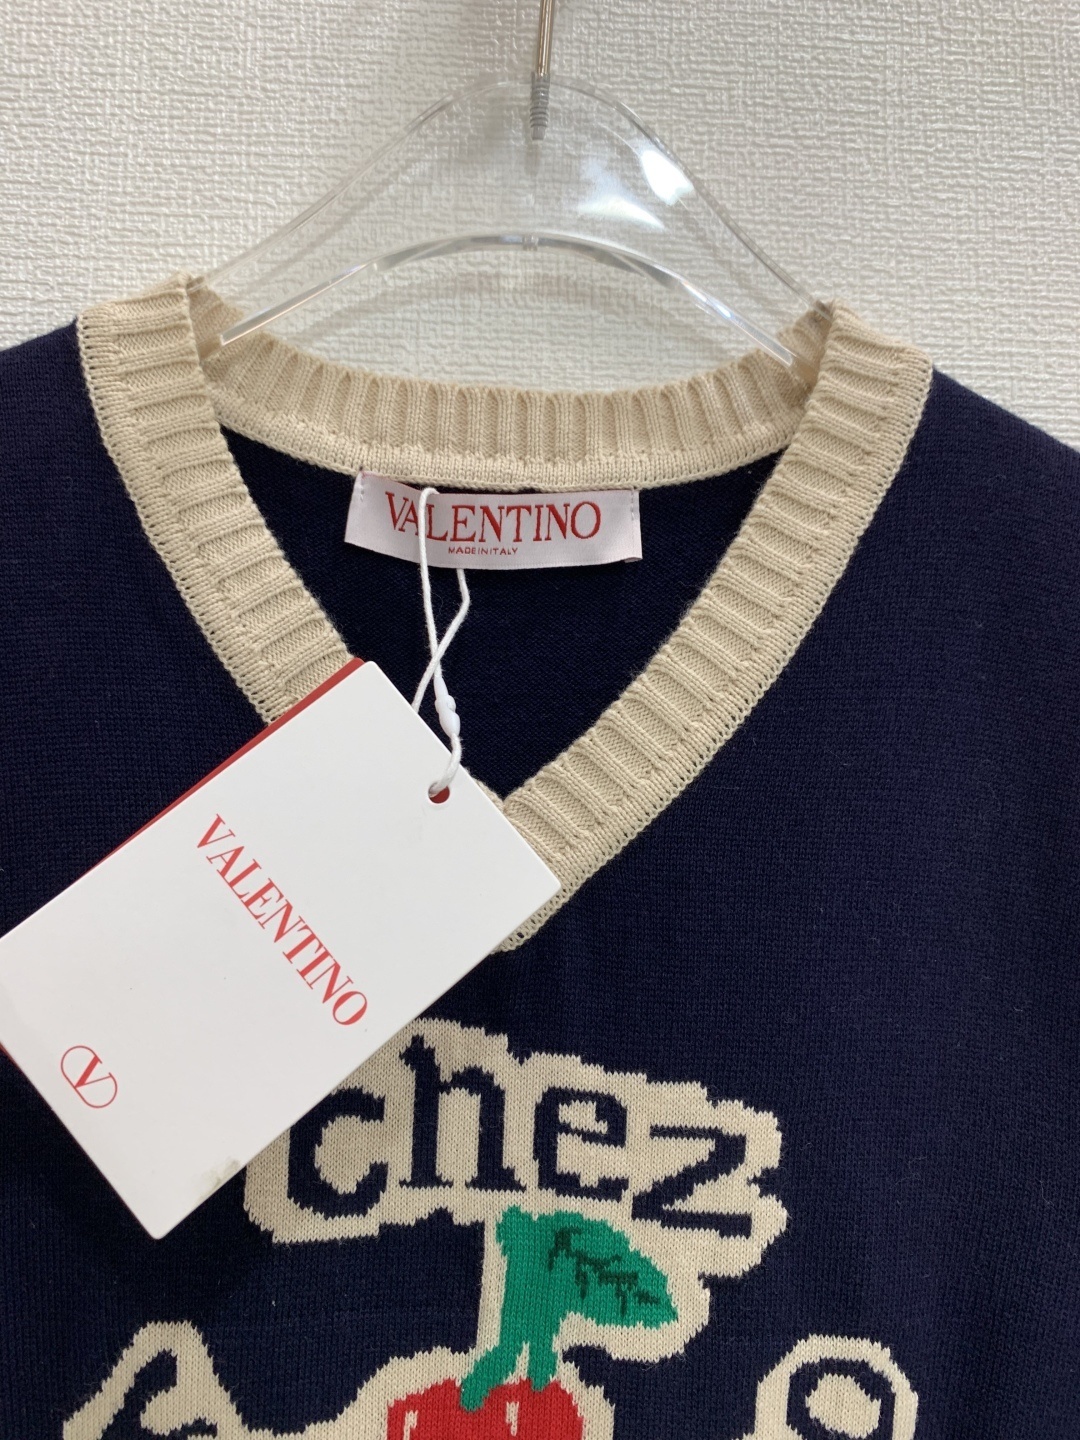 VALENTINO
MADE IN ITALY
VALENTINO
V
chez